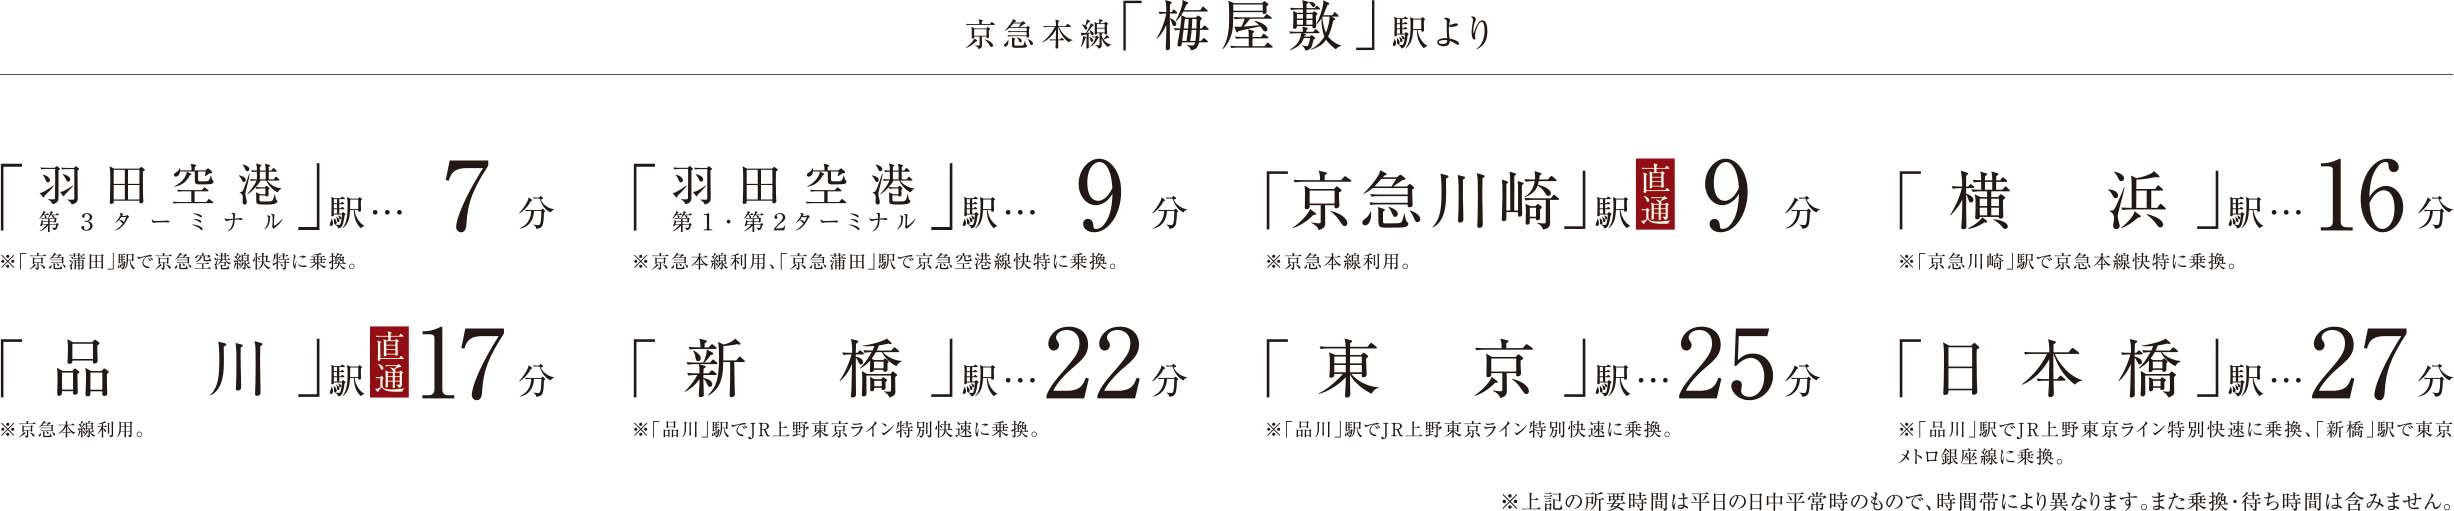 京急本線「梅屋敷」駅より
「羽田空港 第3ターミナル」駅…7分
※「京急蒲田」駅で京急空港線快特に乗換。
「羽田空港 第1・第2ターミナル」駅…9分
※京急本線利用、「京急蒲田」駅で京急空港線快特に乗換。
「京急川崎」駅 直通 9分
※京急本線利用。
「横浜」駅…16分
※「京急川崎」駅で京急本線快特に乗換。
「品川」駅 直通 17分
※京急本線利用。
「新橋」駅…22分
※「品川」駅でJR上野東京ライン特別快速に乗換。
「東京」駅…25分
※「品川」駅でJR上野東京ライン特別快速に乗換。
「日本橋」駅…27分
※「品川」駅でJR上野東京ライン特別快速に乗換、「新橋」駅で東京
メトロ銀座線に乗換。
※上記の所要時間は平日の日中平常時のもので、時間帯により異なります。また乗換・待ち時間は含みません。